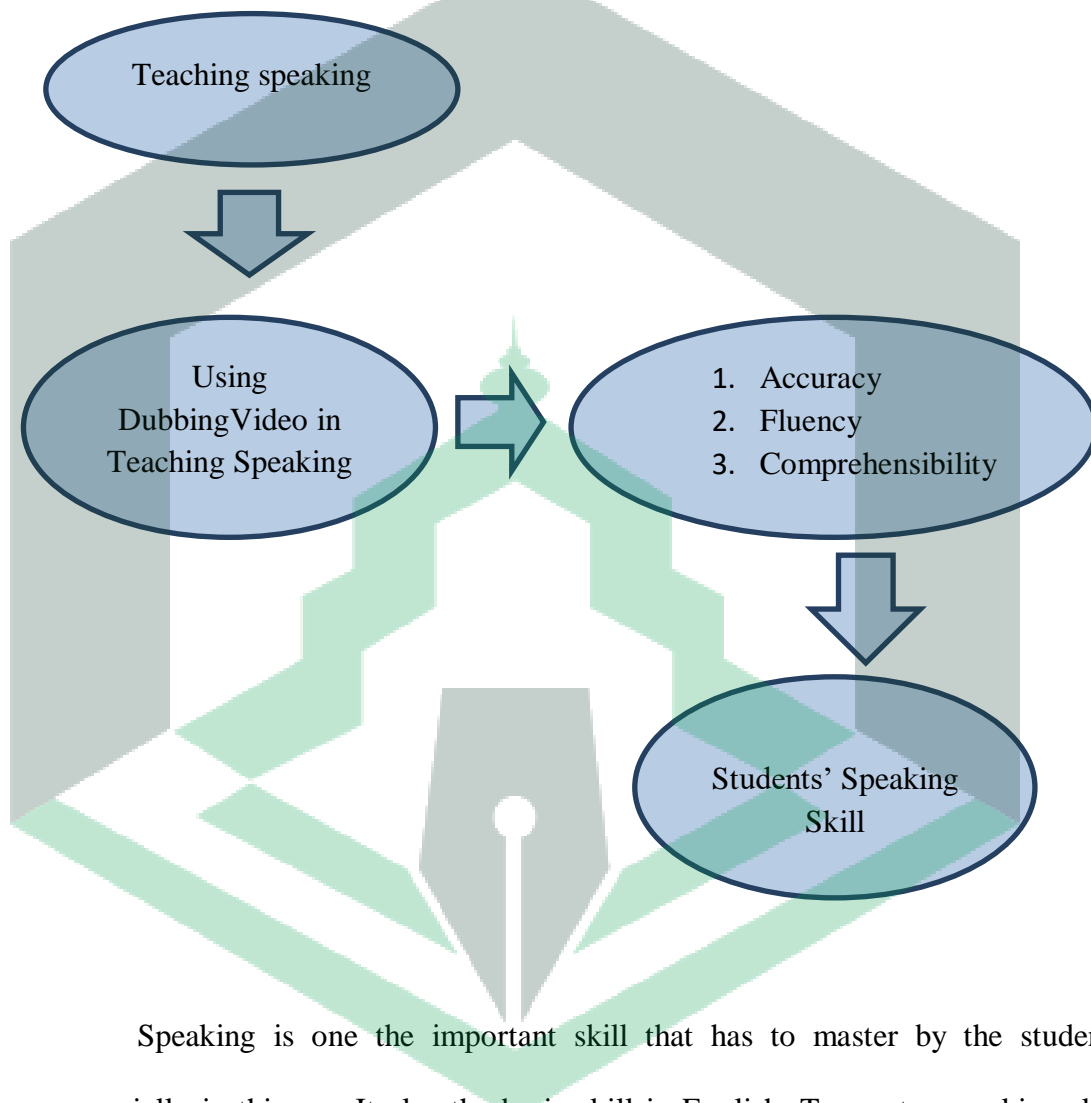 Teaching speaking
Using
DubbingVideo in
Teaching Speaking
1. Accuracy
2. Fluency
3. Comprehensibility
Students’ Speaking
Skill
Speaking is one the important skill that has to master by the studen